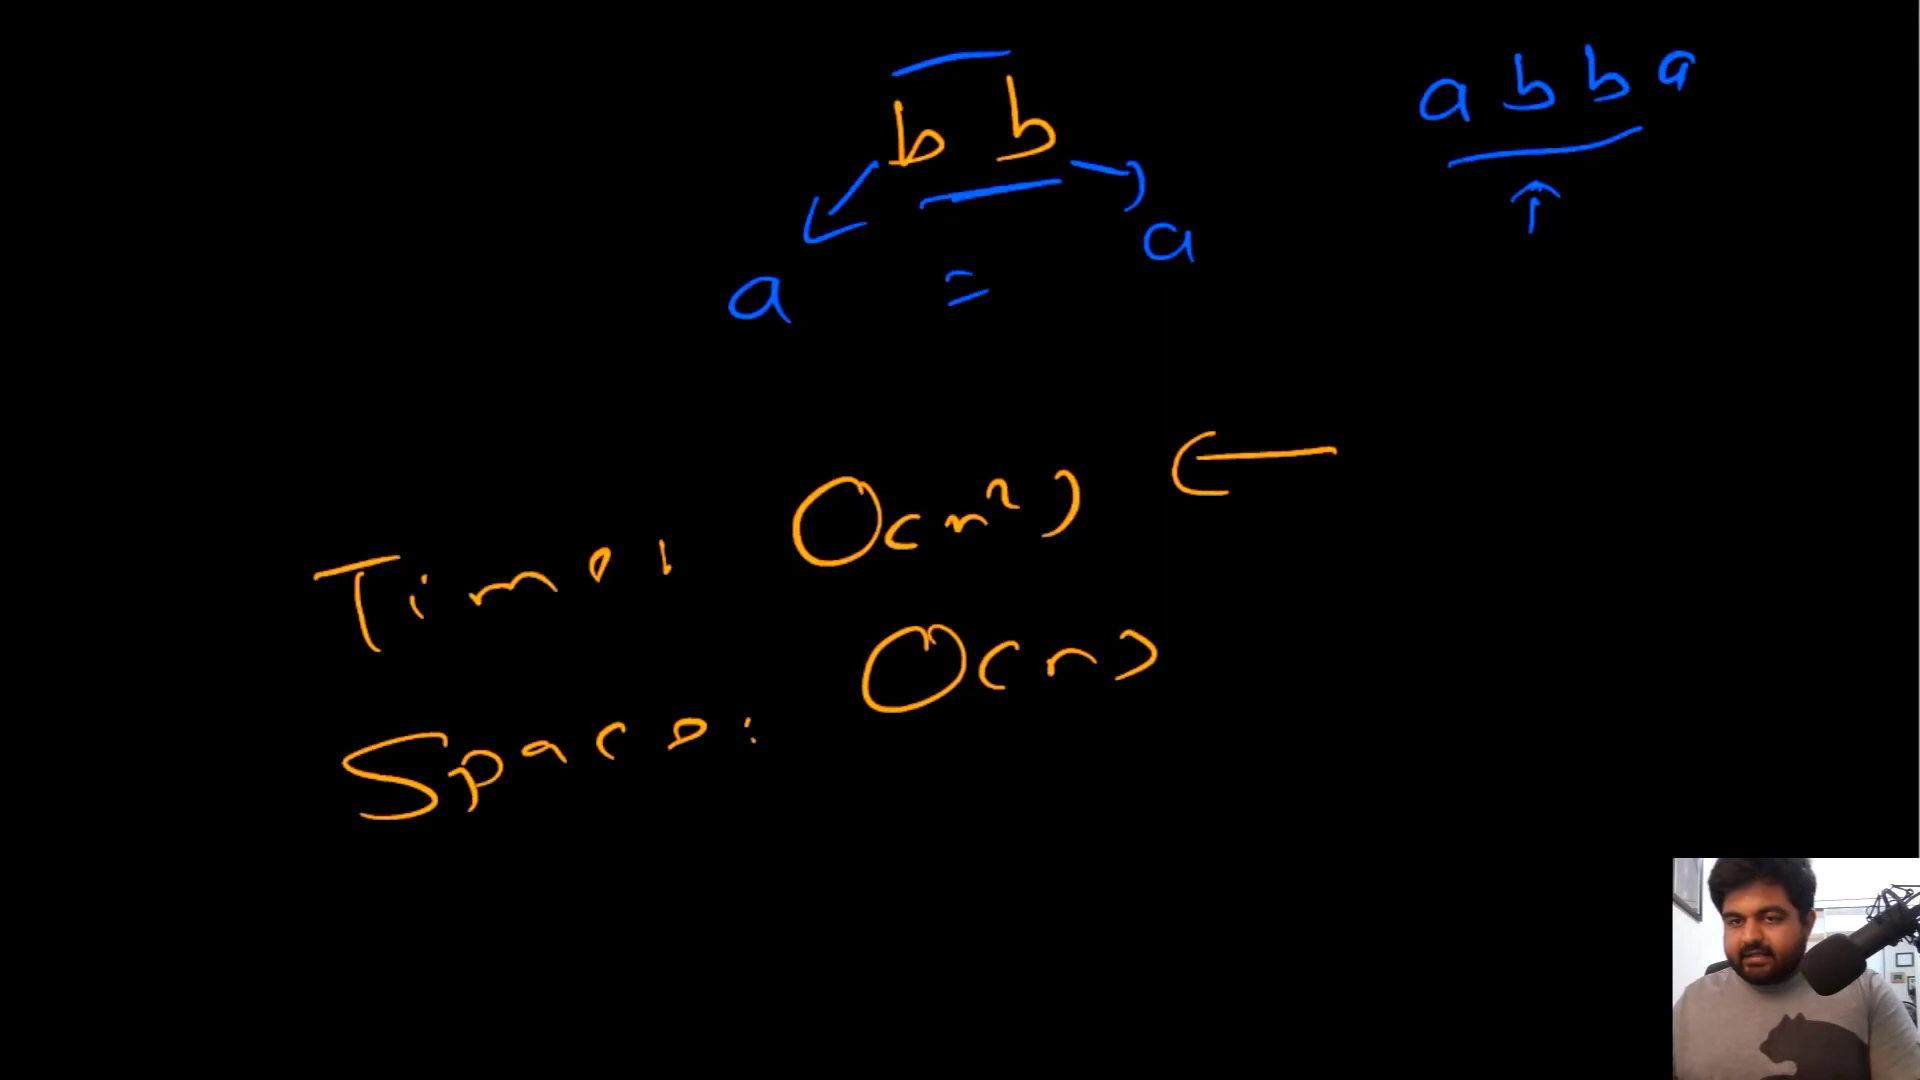 b b
a b b a
a = a
Time: O(n²) ←
Space: O(n)